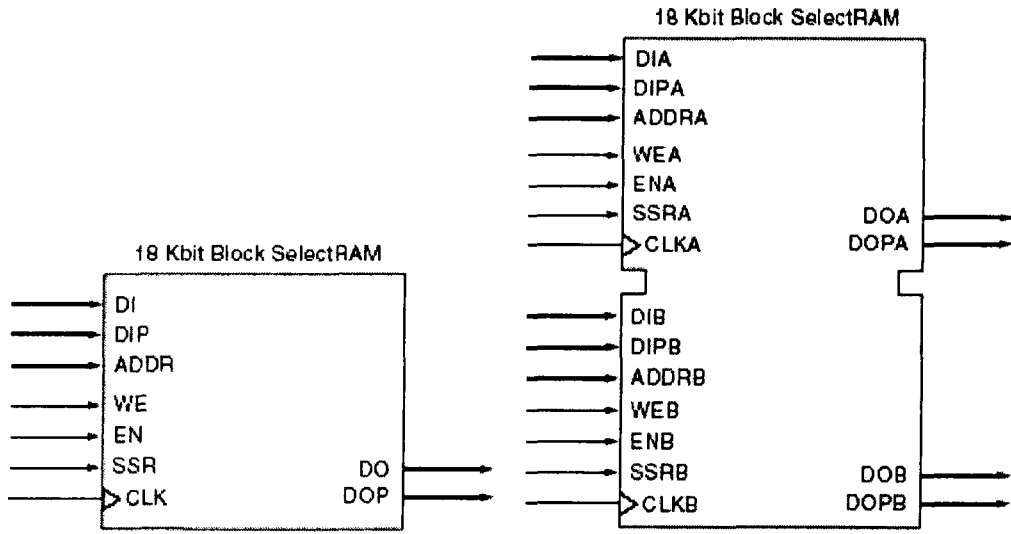 18 Kbit Block SelectRAM
DI
DIP
ADDR
WE
EN
SSR
CLK
DO
DOP
18 Kbit Block SelectRAM
DIA
DIPA
ADDRA
WEA
ENA
SSRA
CLKA
DOA
DOPA
DIB
DIPB
ADDRB
WEB
ENB
SSRB
CLKB
DOB
DOPB